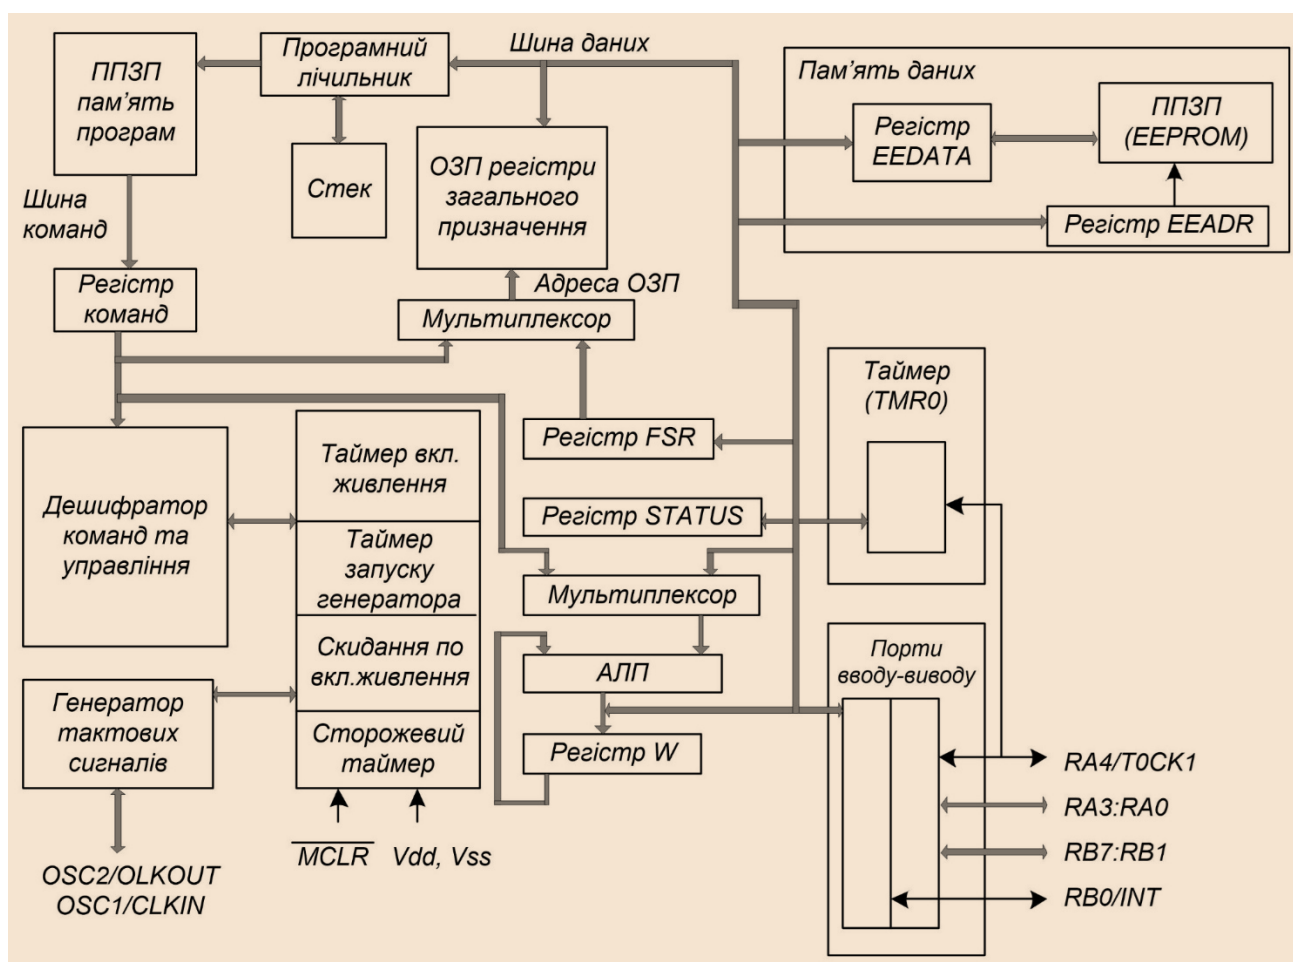 ППЗП
пам’ять
програм
Програмний
лічильник
Шина даних
Стек
ОЗП регістри
загального
призначення
Пам’ять даних
Регістр
EEDATA
ППЗП
(EEPROM)
Регістр EEADR
Шина
команд
Регістр
команд
Адреса ОЗП
Мультиплексор
Таймер
(TMR0)
Регістр FSR
Регістр STATUS
Мультиплексор
АЛП
Регістр W
Дешифратор
команд та
управління
Таймер вкл.
живлення
Таймер
запуску
генератора
Скидання по
вкл.живлення
Сторожевий
таймер
Генератор
тактових
сигналів
Порти
вводу-виводу
MCLR
Vdd, Vss
OSC2/OLKOUT
OSC1/CLKIN
RA4/T0CK1
RA3:RA0
RB7:RB1
RB0/INT